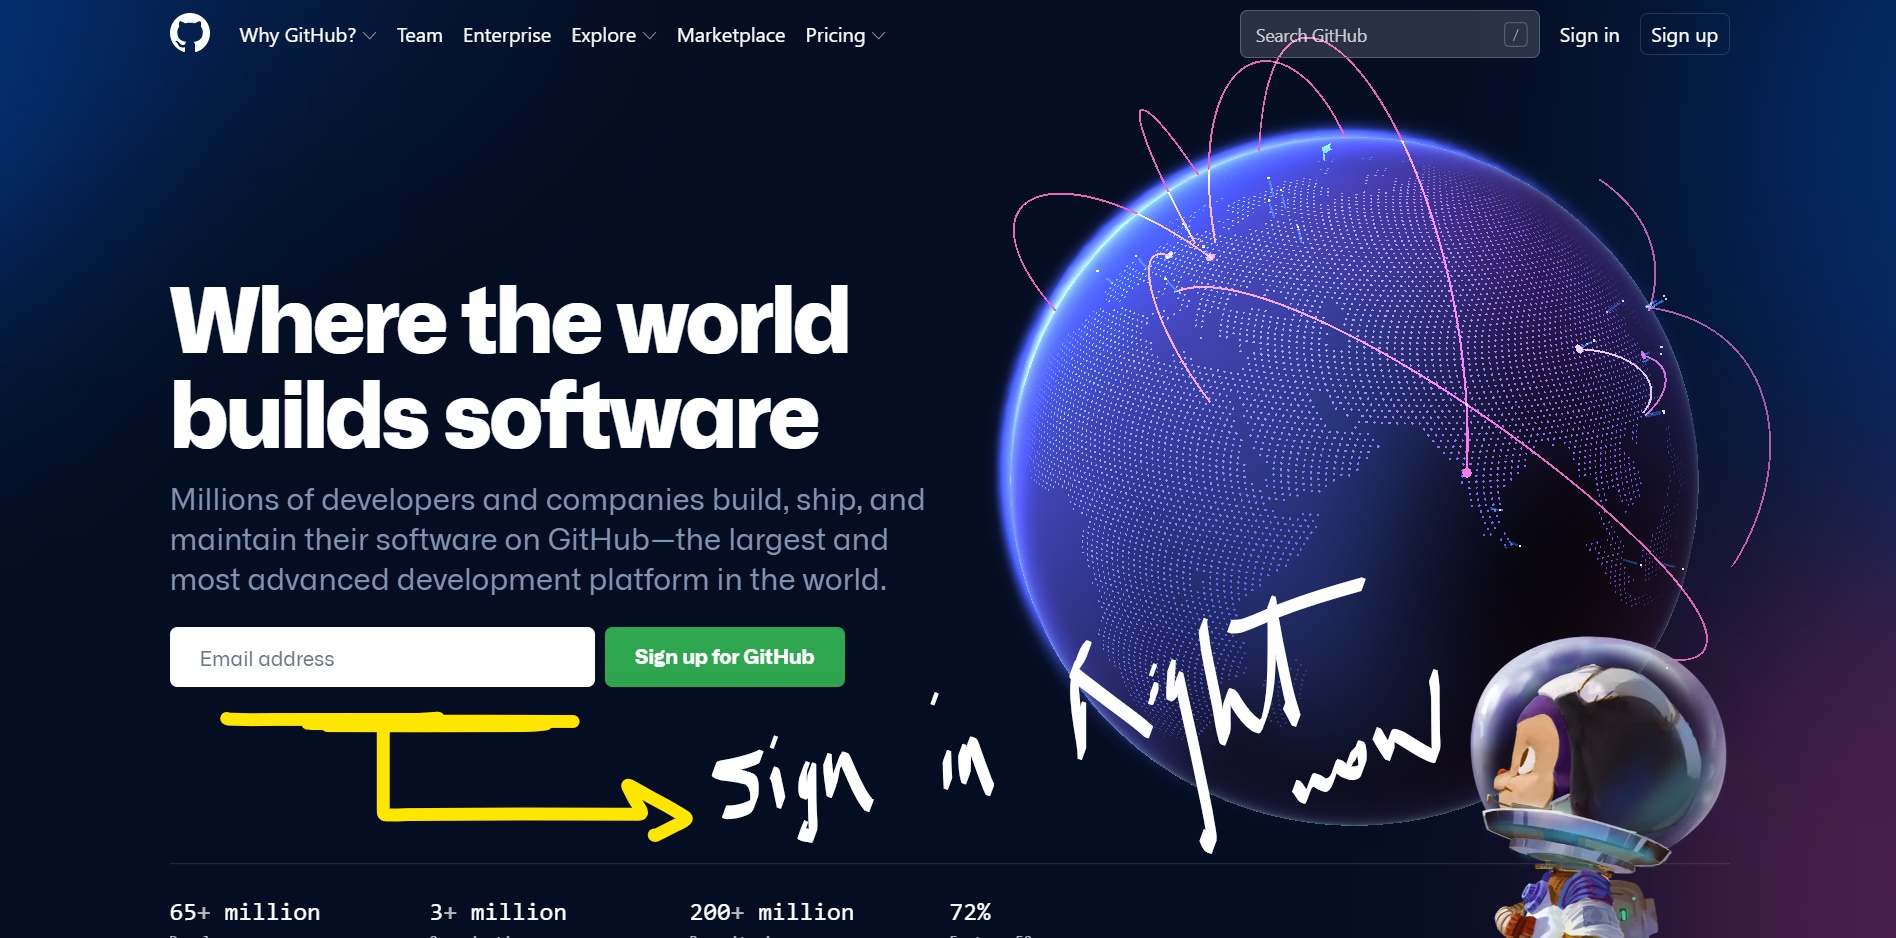 Why GitHub? Team Enterprise Explore Marketplace Pricing Search GitHub / Sign in Sign up
Where the world
builds software
Millions of developers and companies build, ship, and
maintain their software on GitHub—the largest and
most advanced development platform in the world.
Email address Sign up for GitHub
sign in RighT now
65+ million 3+ million 200+ million 72%